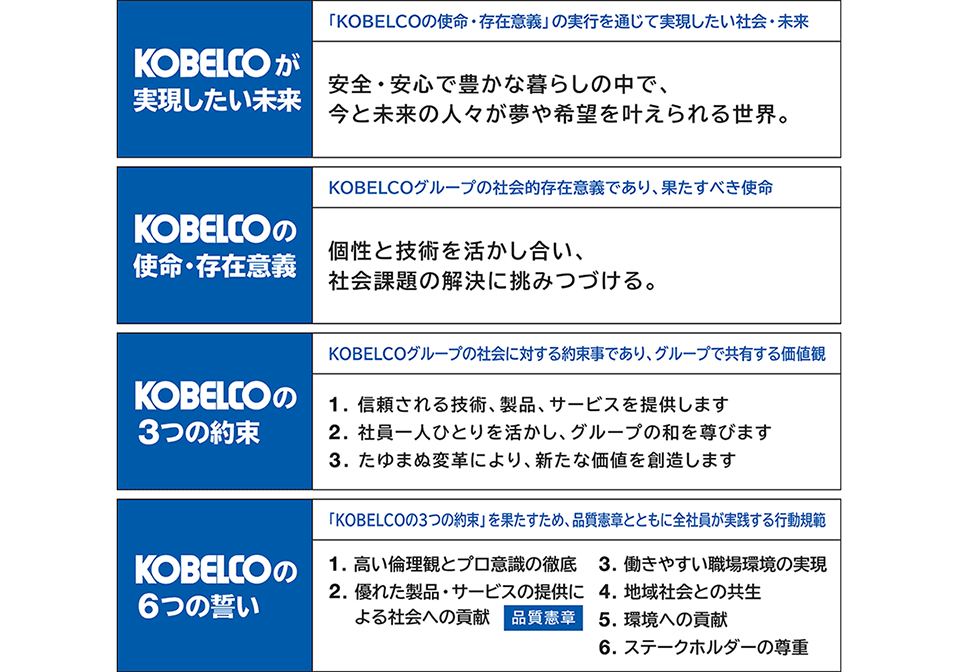 KOBELCOが
実現したい未来
「KOBELCOの使命・存在意義」の実行を通じて実現したい社会・未来
安全・安心で豊かな暮らしの中で、
今と未来の人々が夢や希望を叶えられる世界。
KOBELCOの
使命・存在意義
KOBELCOグループの社会的存在意義であり、果たすべき使命
個性と技術を活かし合い、
社会課題の解決に挑みつづける。
KOBELCOの
3つの約束
KOBELCOグループの社会に対する約束事であり、グループで共有する価値観
1. 信頼される技術、製品、サービスを提供します
2. 社員一人ひとりを活かし、グループの和を尊びます
3. たゆまぬ変革により、新たな価値を創造します
KOBELCOの
6つの誓い
「KOBELCOの3つの約束」を果たすため、品質憲章とともに全社員が実践する行動規範
1. 高い倫理観とプロ意識の徹底
2. 優れた製品・サービスの提供に
よる社会への貢献 品質憲章
3. 働きやすい職場環境の実現
4. 地域社会との共生
5. 環境への貢献
6. ステークホルダーの尊重